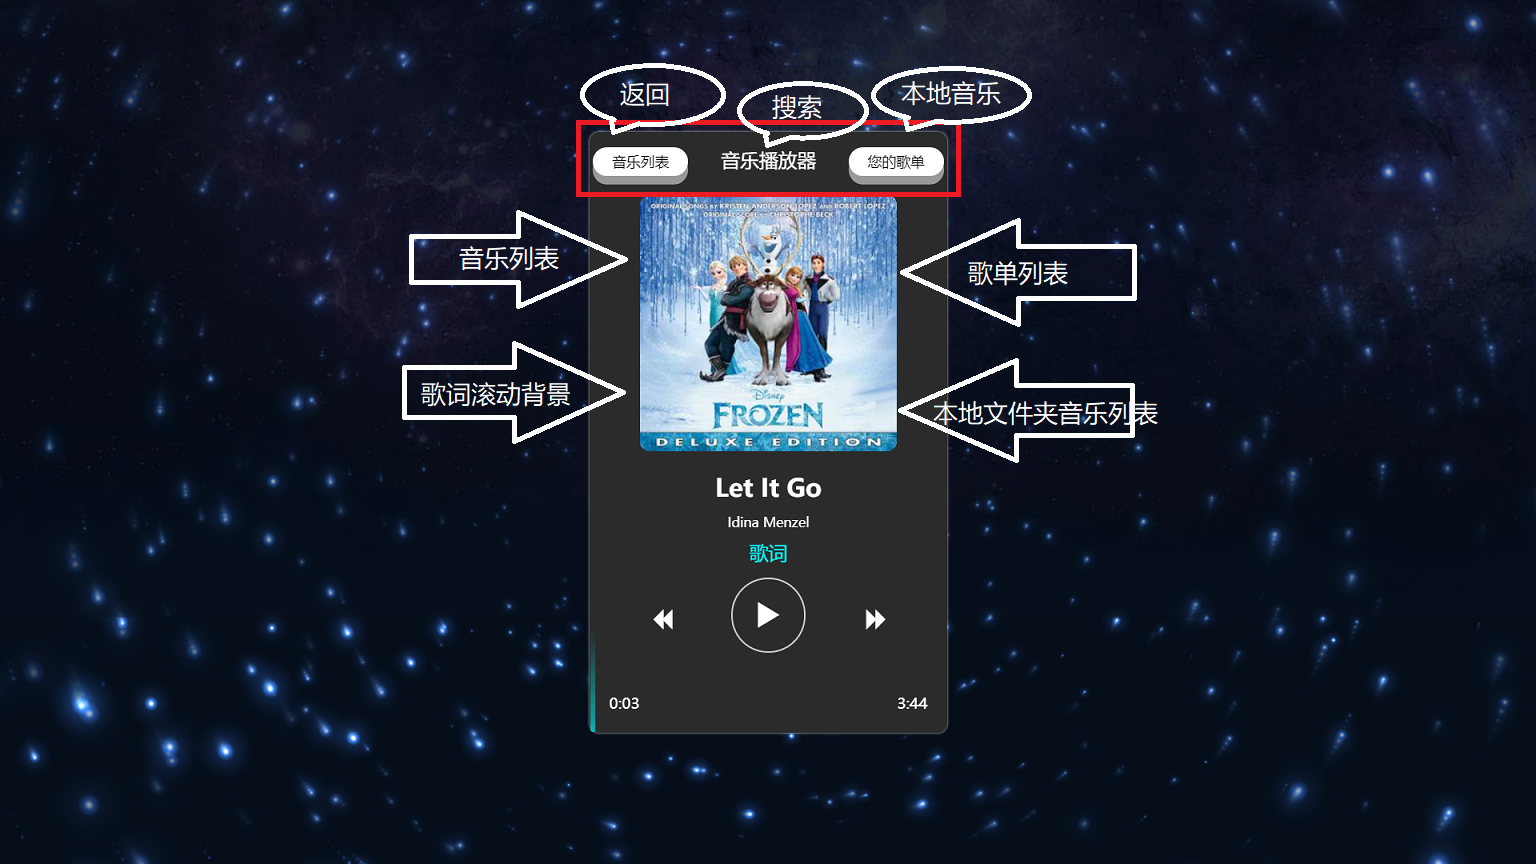 返回
搜索
本地音乐
音乐列表
音乐播放器
您的歌单
ORIGINAL SONGS BY KRISTEN ANDERSON-LOPEZ AND ROBERT LOPEZ
ORIGINAL SCORE BY CHRISTOPHE BECK
音乐列表
歌单列表
歌词滚动背景
本地文件夹音乐列表
Disney
FROZEN
DELUXE EDITION
Let It Go
Idina Menzel
歌词
0:03
3:44